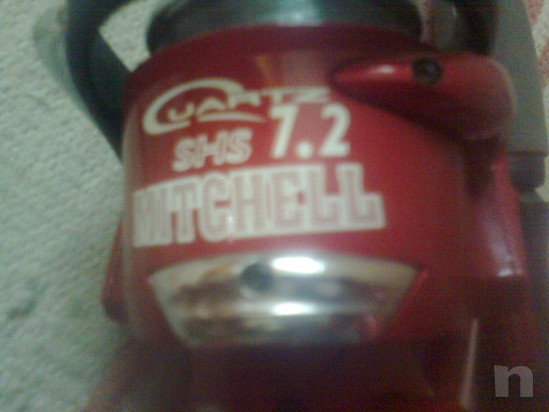 QUARTZ
SHS 7.2
MITCHELL
n